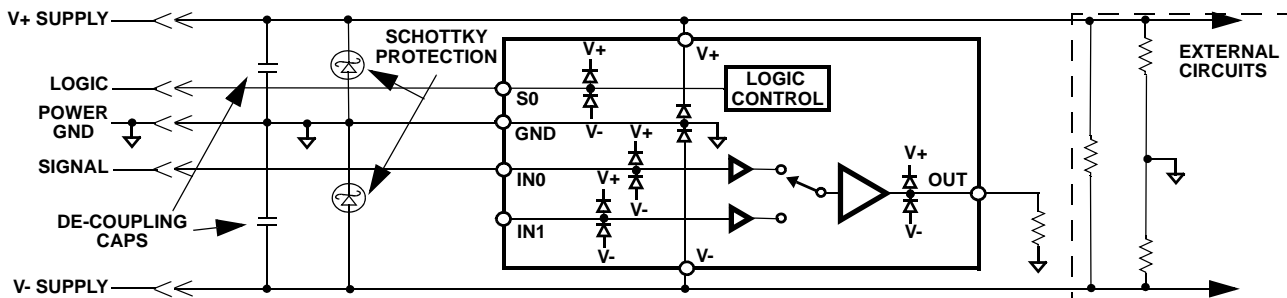 V+ SUPPLY
SCHOTTKY
PROTECTION
EXTERNAL
CIRCUITS
LOGIC
POWER
GND
SIGNAL
DE-COUPLING
CAPS
V- SUPPLY
V+
V+
LOGIC
CONTROL
S0
V-
GND
V+
IN0
V+
V-
V+
OUT
IN1
V-
V-
V-